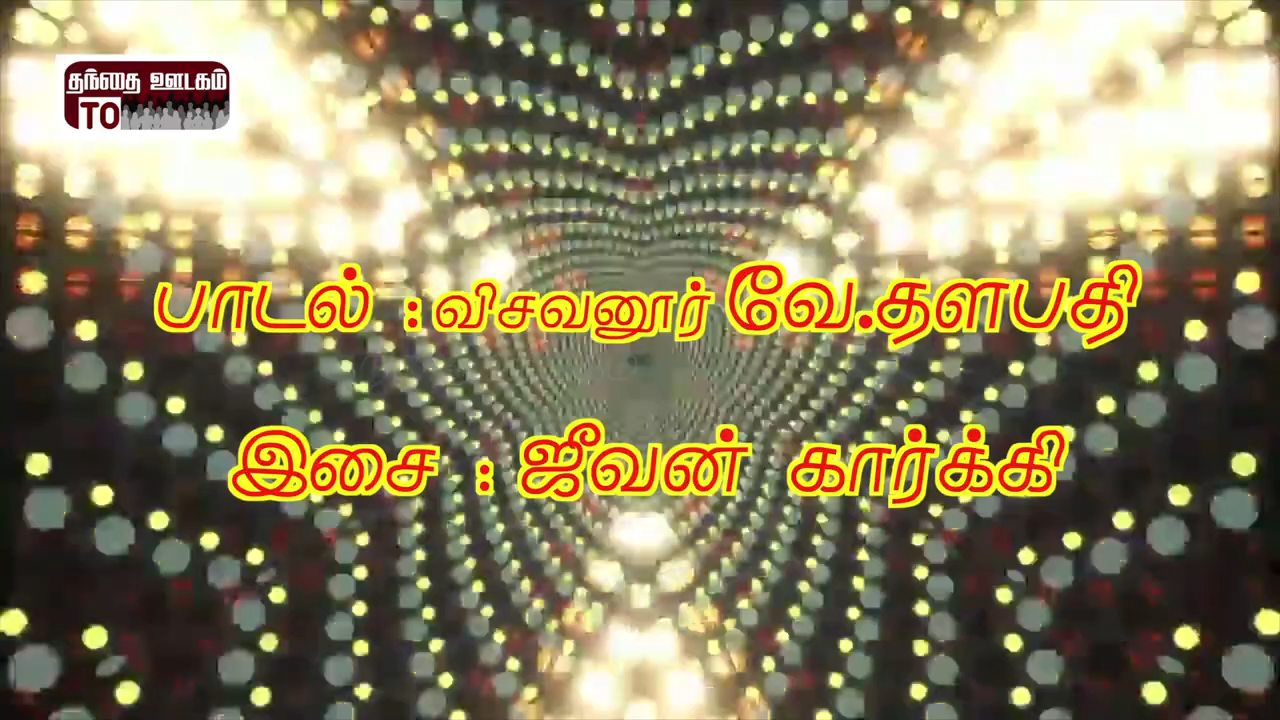 தந்தை ஊடகம்
TO
பாடல் : விசவனூர் வே.தளபதி
இசை : ஜீவன் கார்க்கி